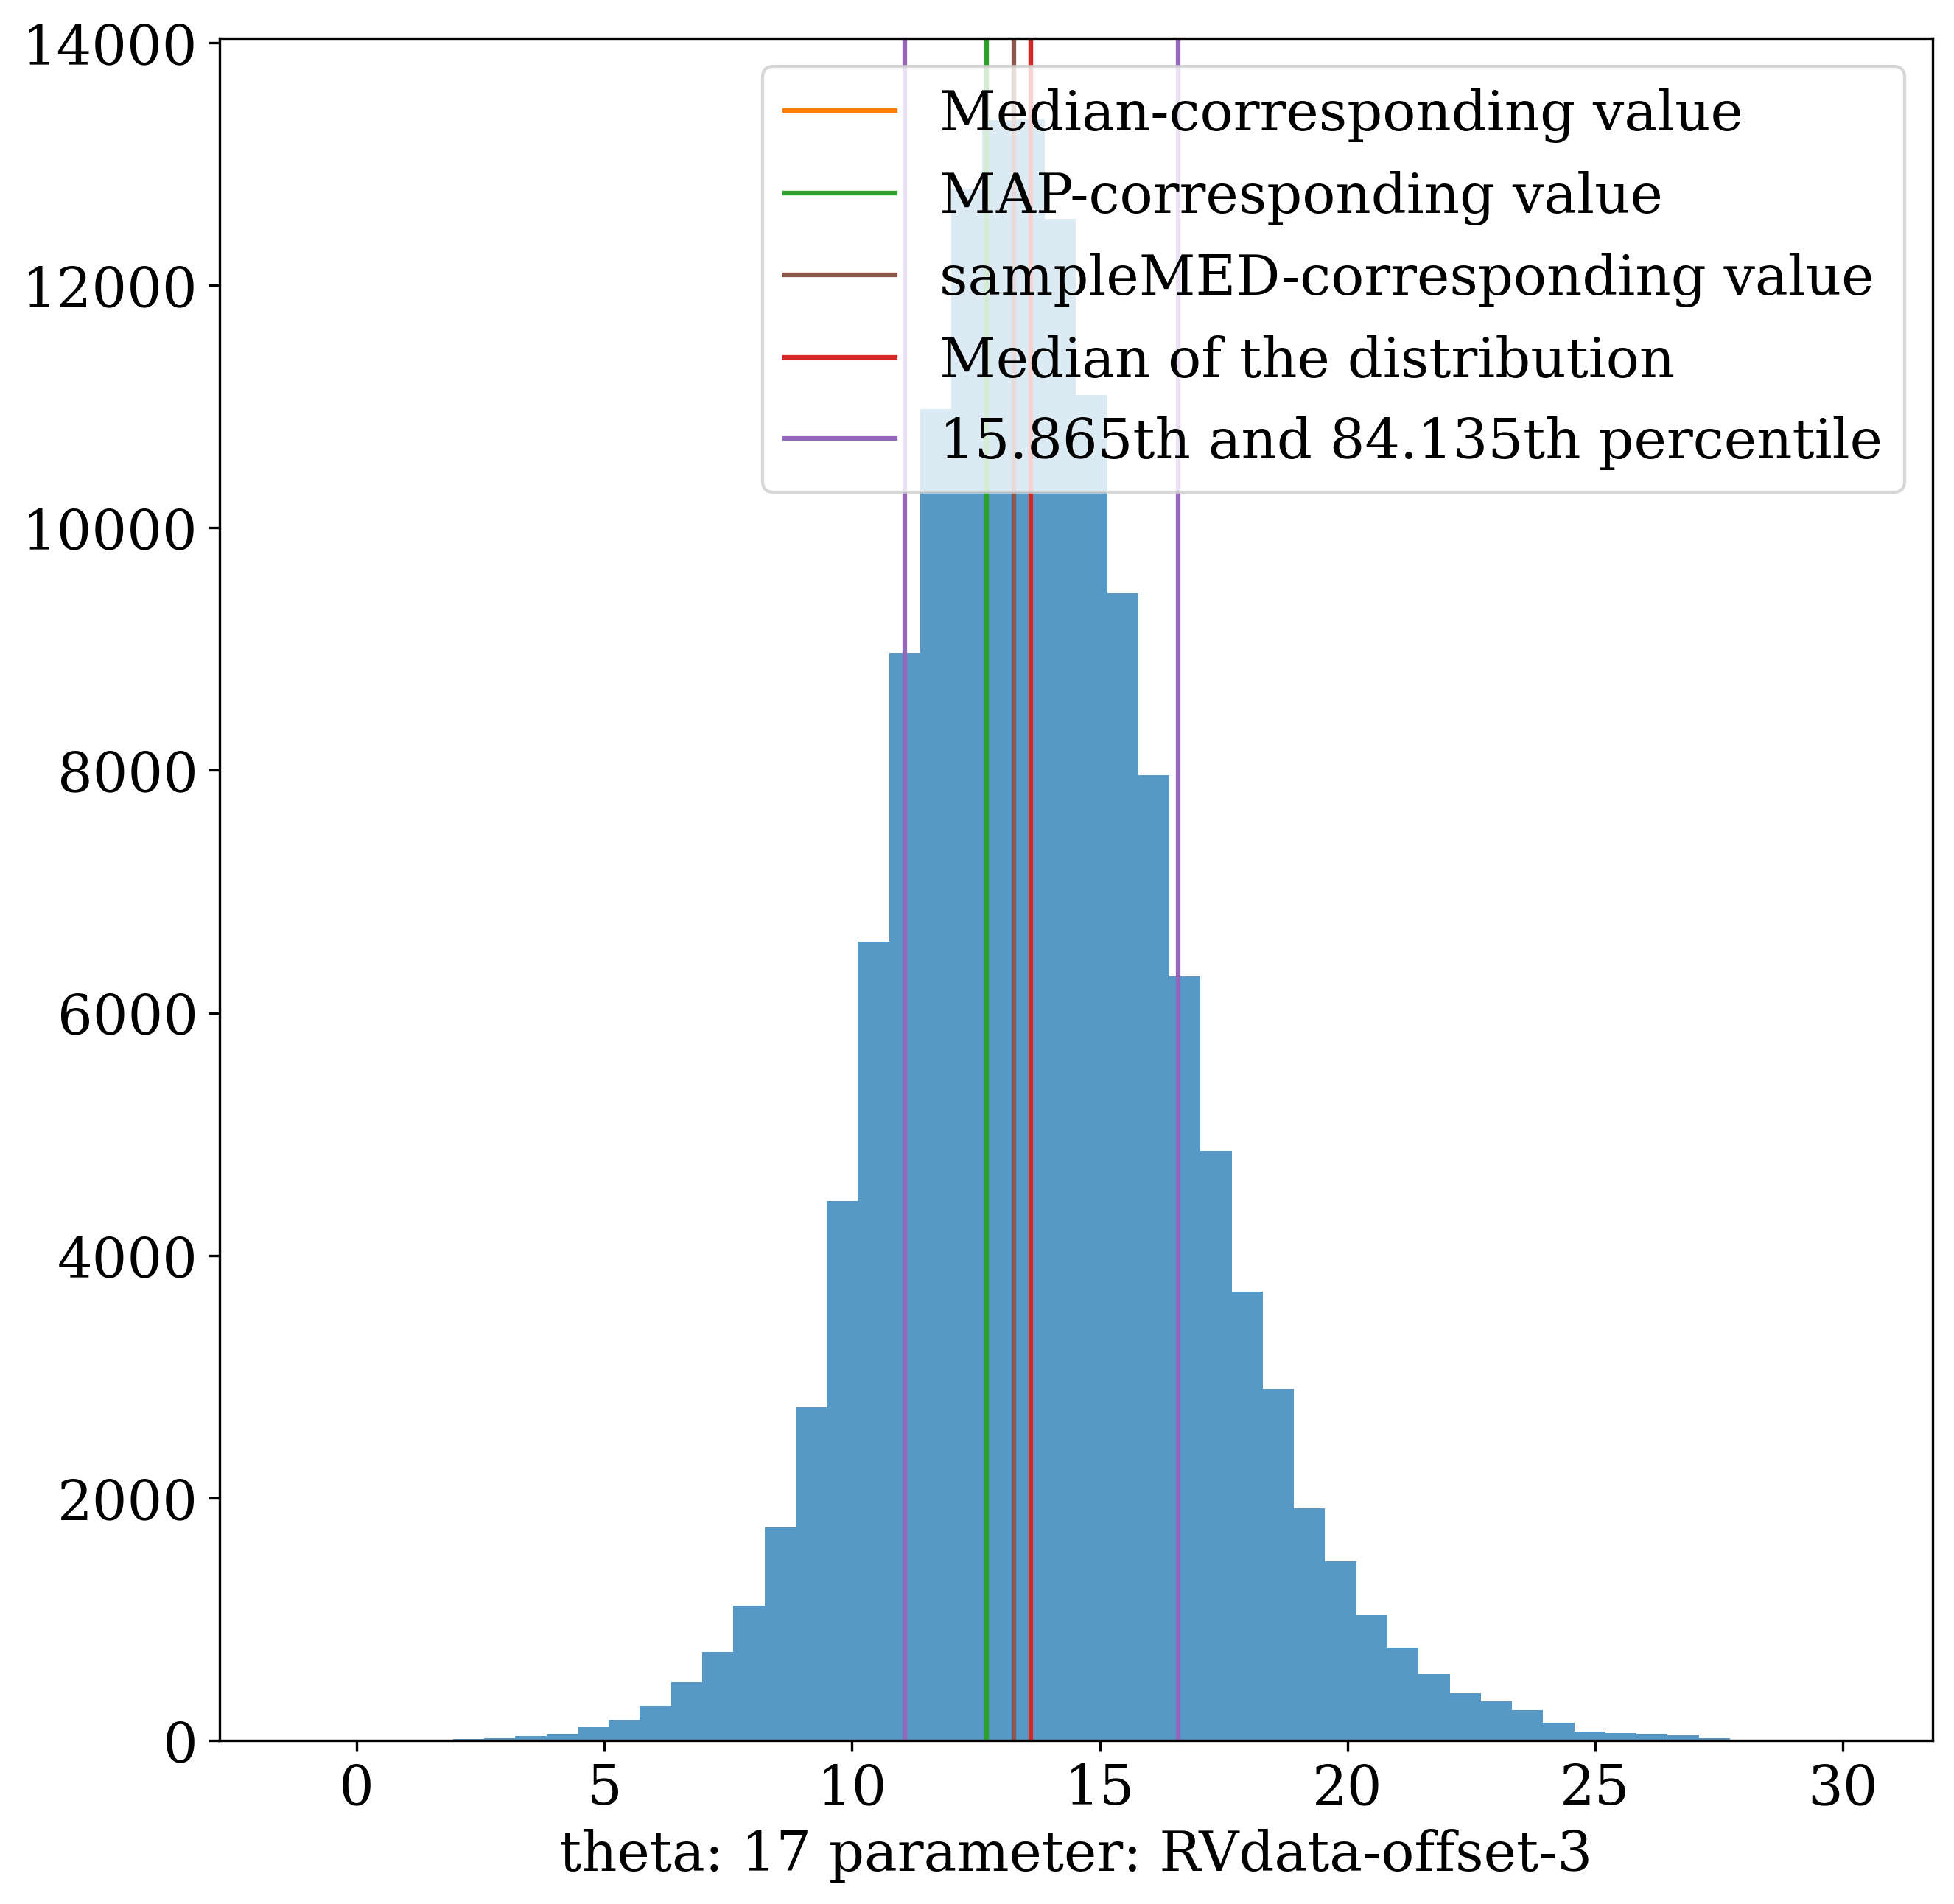 14000
12000
10000
8000
6000
4000
2000
0
Median-corresponding value
MAP-corresponding value
sampleMED-corresponding value
Median of the distribution
15.865th and 84.135th percentile
0 5 10 15 20 25 30
theta: 17 parameter: RVdata-offset-3